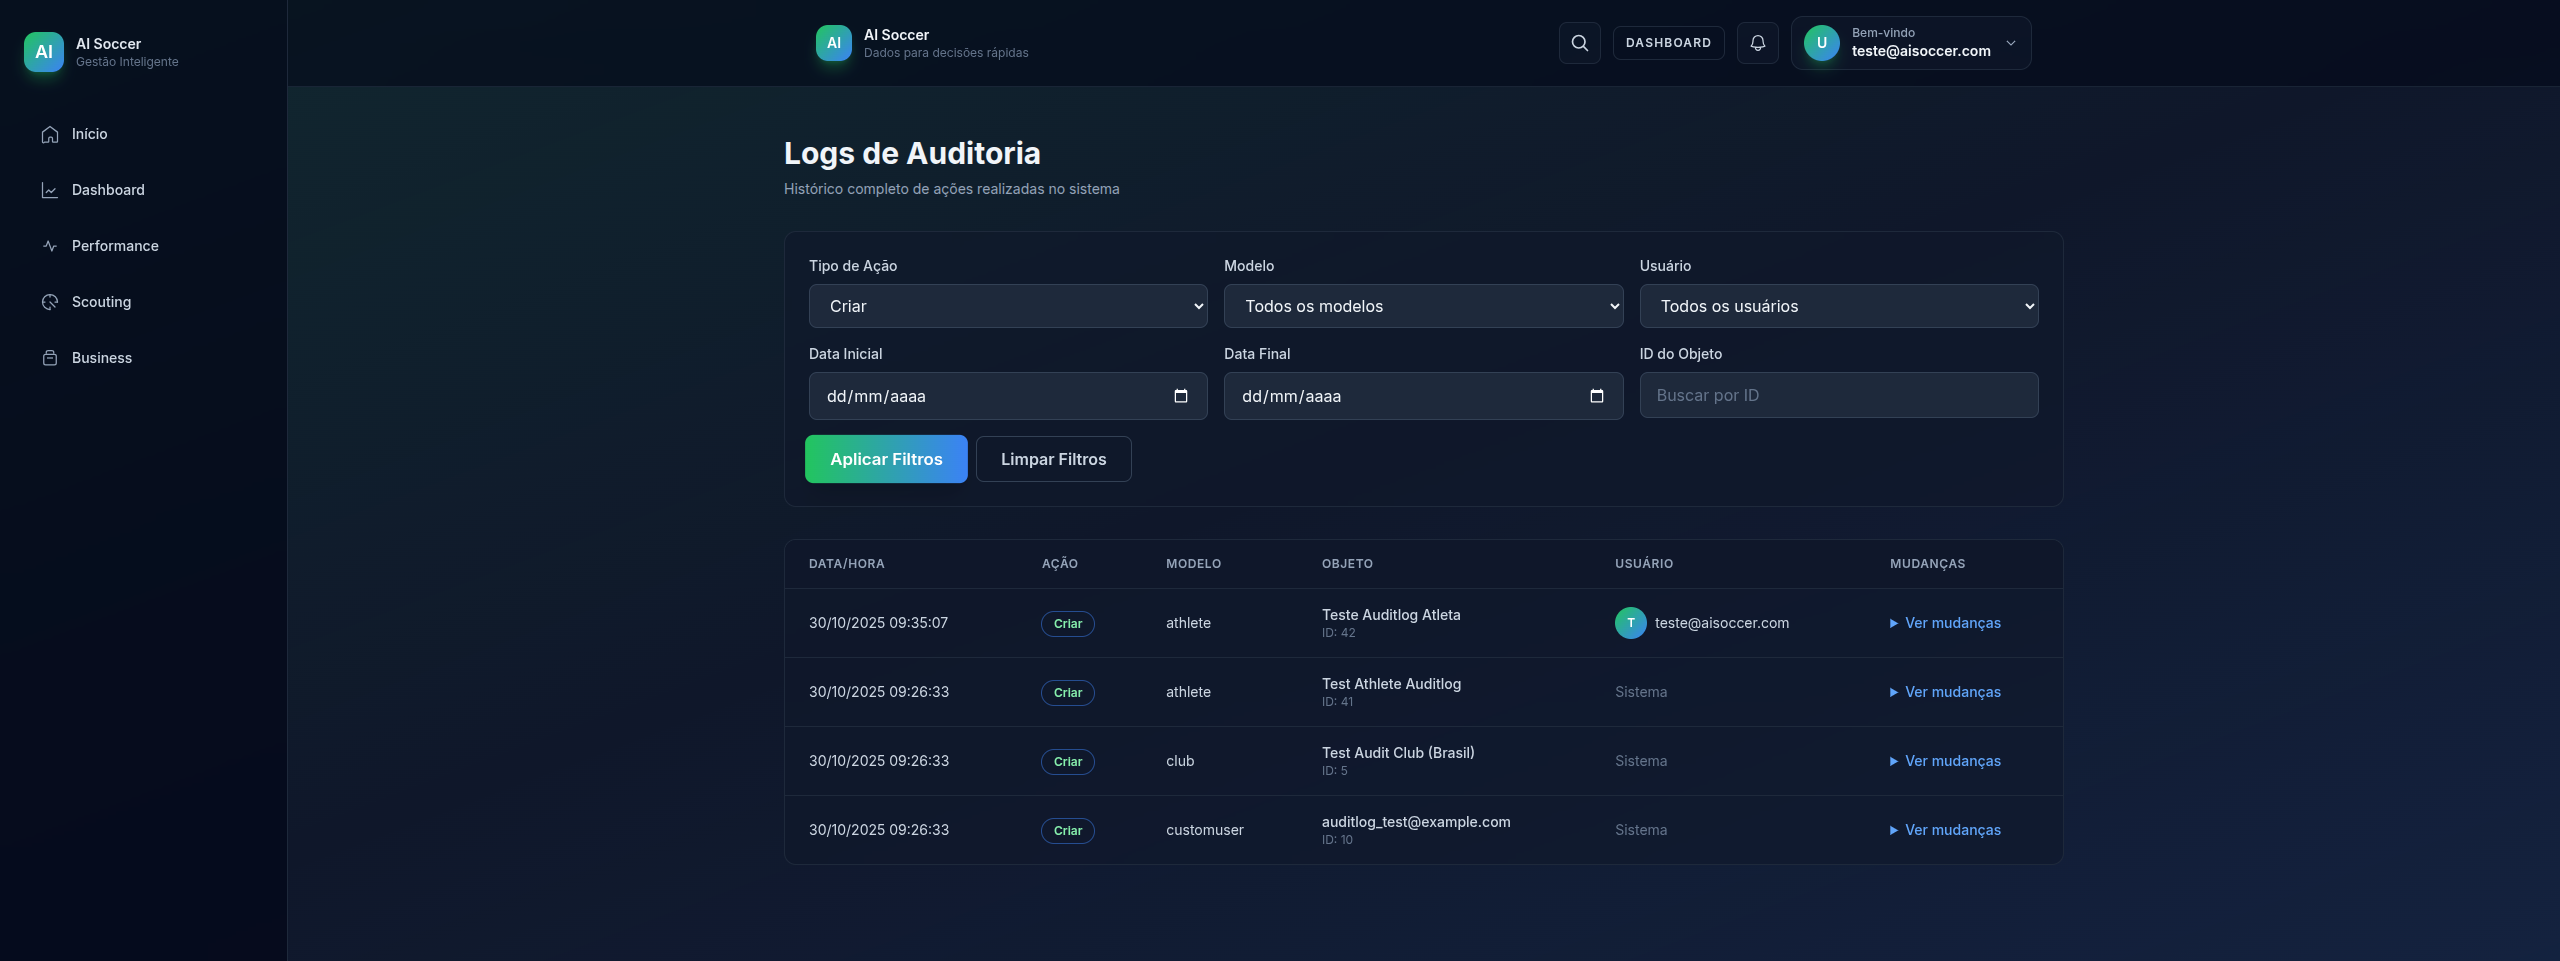 AI
AI Soccer
Gestão Inteligente
Início
Dashboard
Performance
Scouting
Business
AI
AI Soccer
Dados para decisões rápidas
DASHBOARD
U
Bem-vindo
teste@aisoccer.com
Logs de Auditoria
Histórico completo de ações realizadas no sistema
Tipo de Ação Modelo Usuário
Criar Todos os modelos Todos os usuários
Data Inicial Data Final ID do Objeto
dd/mm/aaaa dd/mm/aaaa Buscar por ID
Aplicar Filtros Limpar Filtros
DATA/HORA AÇÃO MODELO OBJETO USUÁRIO MUDANÇAS
30/10/2025 09:35:07 Criar athlete Teste Auditlog Atleta T teste@aisoccer.com Ver mudanças
ID: 42
30/10/2025 09:26:33 Criar athlete Test Athlete Auditlog Sistema Ver mudanças
ID: 41
30/10/2025 09:26:33 Criar club Test Audit Club (Brasil) Sistema Ver mudanças
ID: 5
30/10/2025 09:26:33 Criar customuser auditlog_test@example.com Sistema Ver mudanças
ID: 10